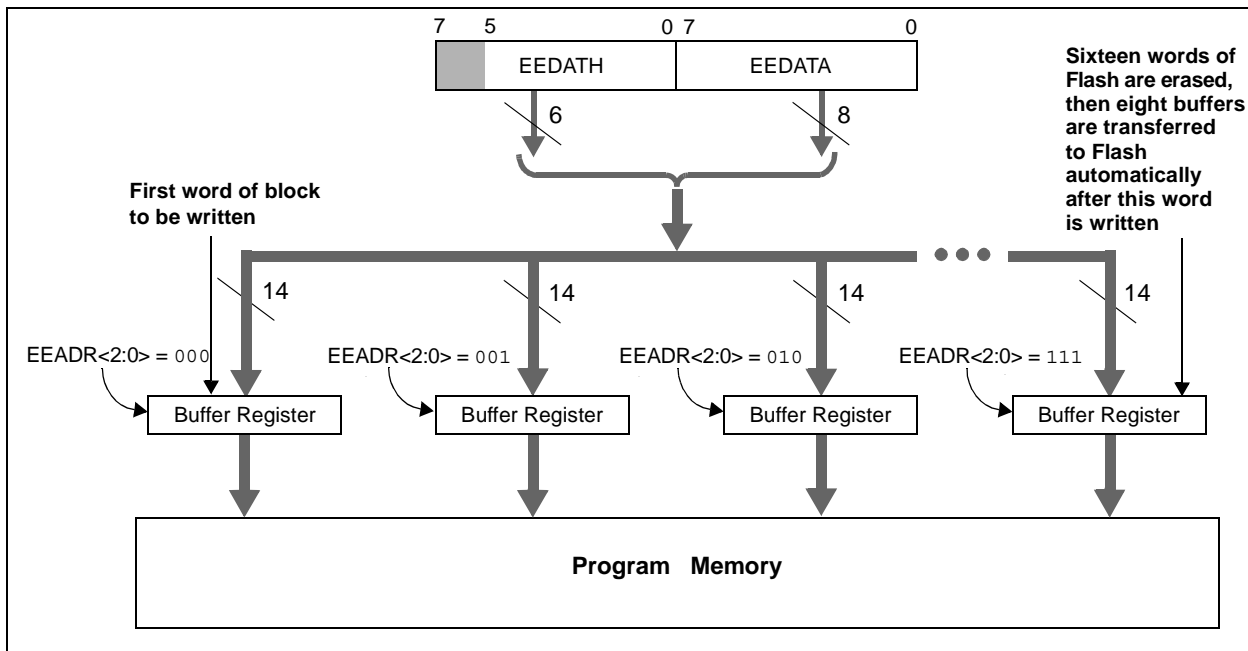 7 5 0 7 0
EEDATH EEDATA
6 8
First word of block
to be written
Sixteen words of
Flash are erased,
then eight buffers
are transferred
to Flash
automatically
after this word
is written
14 14 14 14
EEADR<2:0> = 000 EEADR<2:0> = 001 EEADR<2:0> = 010 EEADR<2:0> = 111
Buffer Register Buffer Register Buffer Register Buffer Register
Program Memory